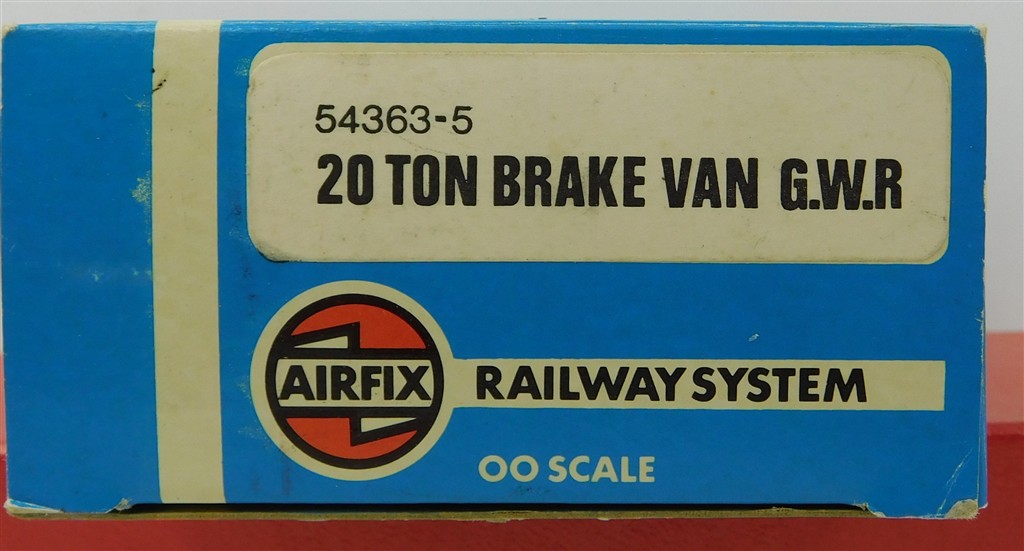 54363-5
20 TON BRAKE VAN G.W.R
AIRFIX RAILWAY SYSTEM
OO SCALE